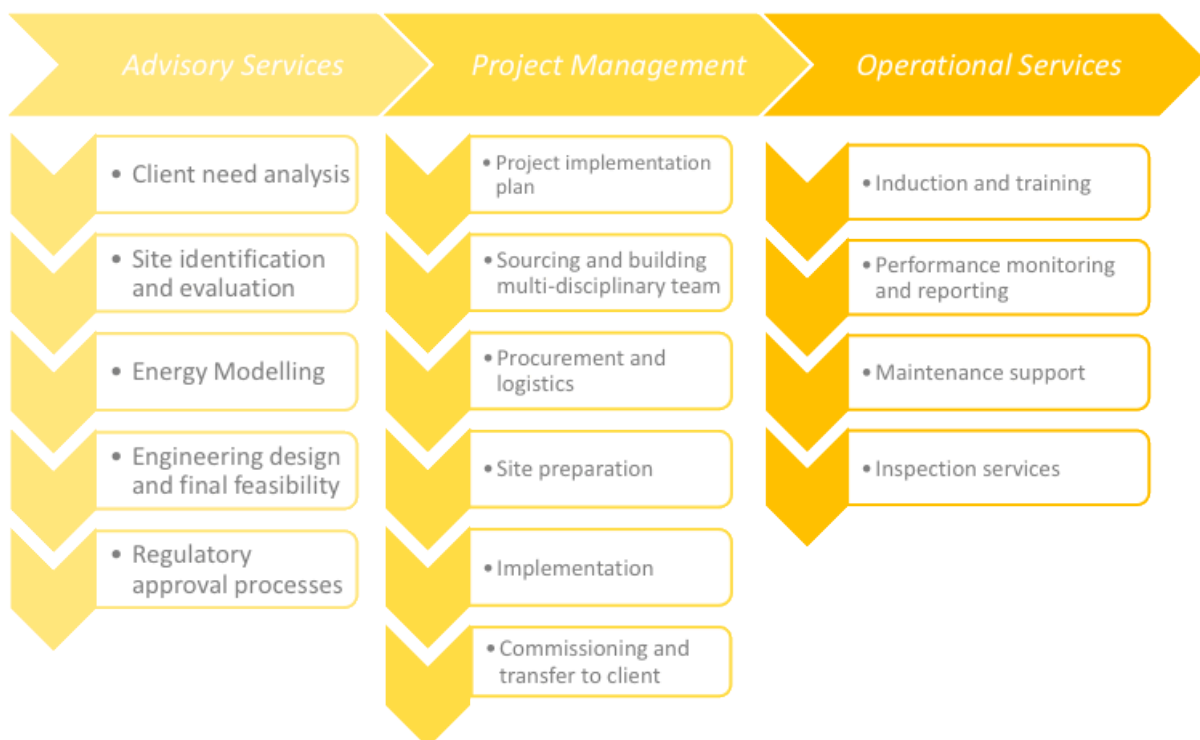 Advisory Services
Project Management
Operational Services
• Client need analysis
• Site identification
and evaluation
• Energy Modelling
• Engineering design
and final feasibility
• Regulatory
approval processes
• Project implementation
plan
• Sourcing and building
multi-disciplinary team
• Procurement and
logistics
• Site preparation
• Implementation
• Commissioning and
transfer to client
• Induction and training
• Performance monitoring
and reporting
• Maintenance support
• Inspection services